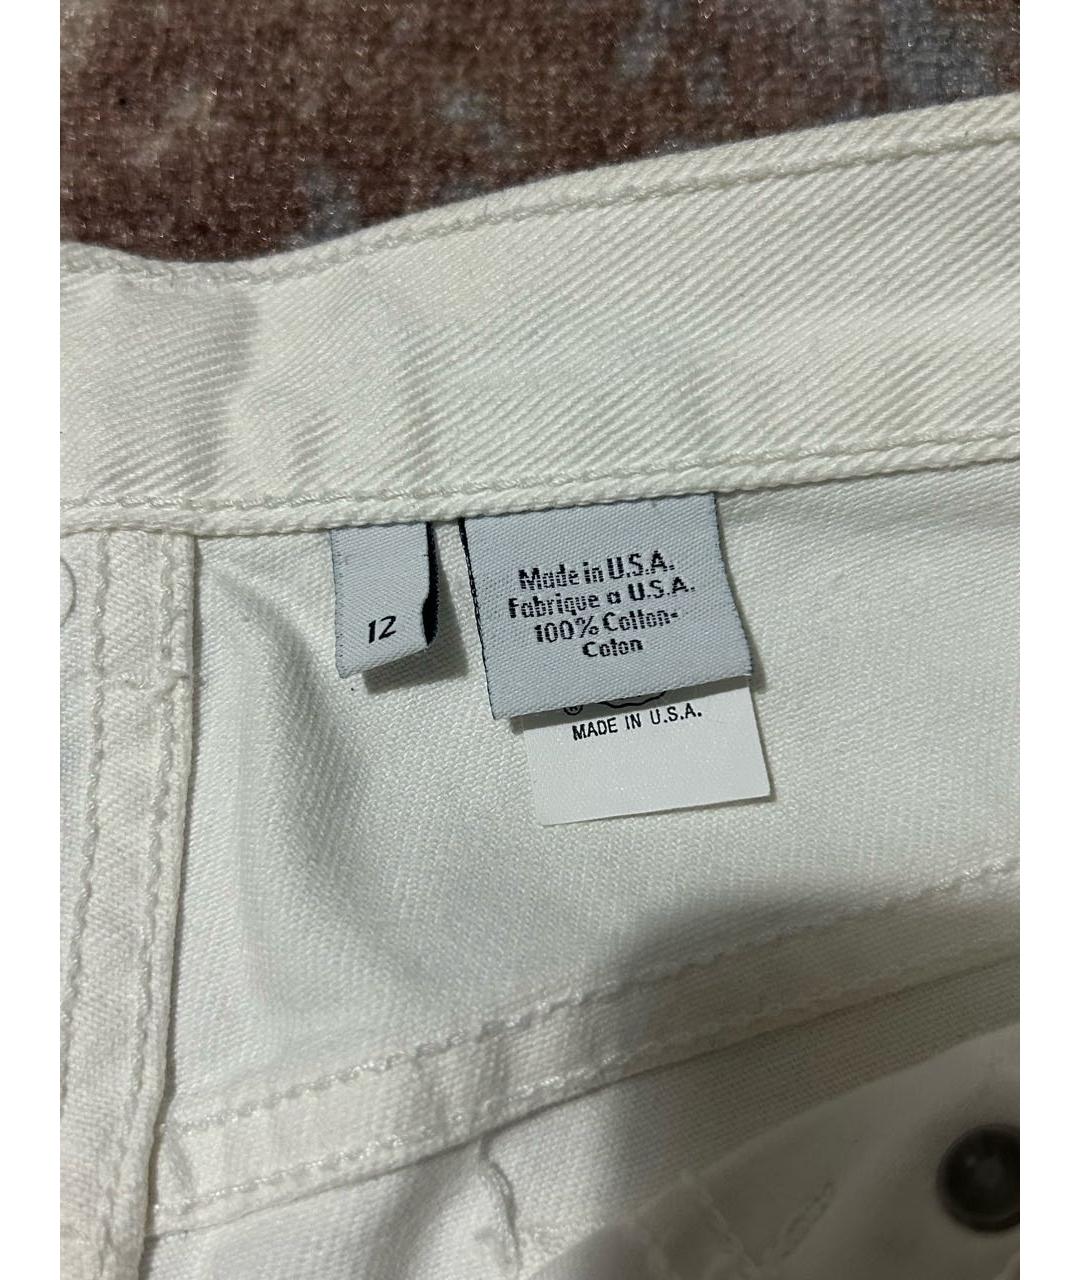 12
Made in U.S.A.
Fabrique a U.S.A.
100% Cotton-
Coton
®
MADE IN U.S.A.